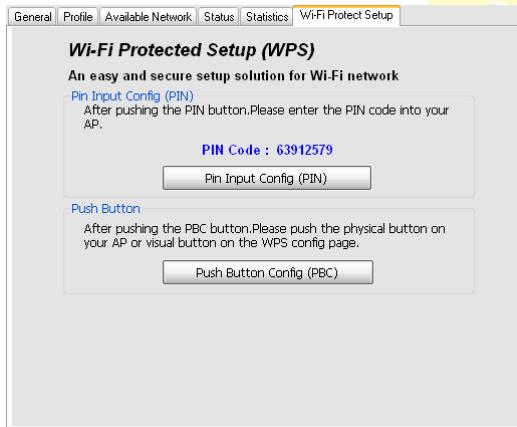 General Profile Available Network Status Statistics Wi-Fi Protect Setup
Wi-Fi Protected Setup (WPS)
An easy and secure setup solution for Wi-Fi network
Pin Input Config (PIN)
After pushing the PIN button.Please enter the PIN code into your
AP.
PIN Code : 63912579
Pin Input Config (PIN)
Push Button
After pushing the PBC button.Please push the physical button on
your AP or visual button on the WPS config page.
Push Button Config (PBC)